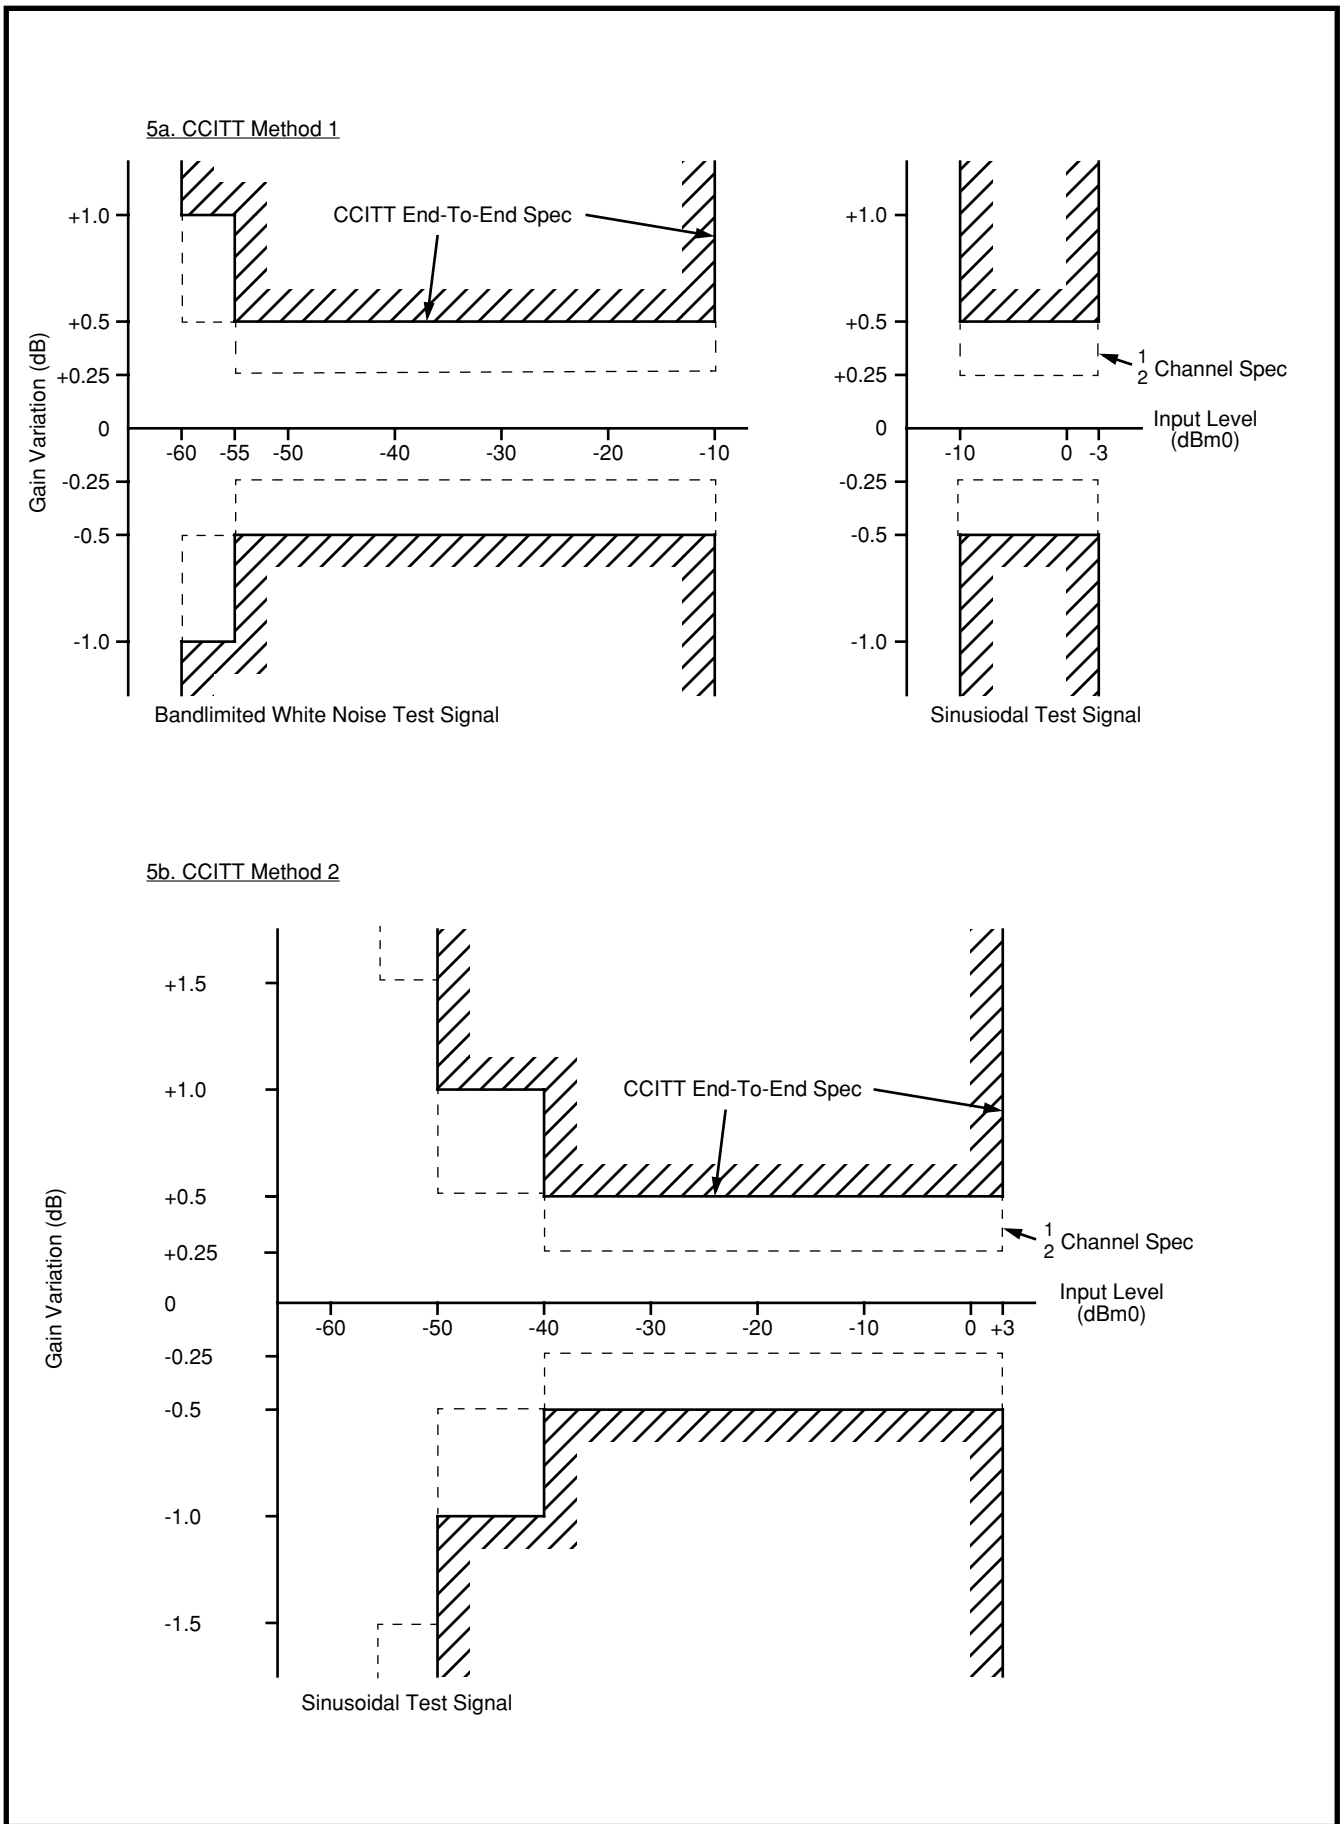 5a. CCITT Method 1
+1.0
+0.5
+0.25
0
-0.25
-0.5
-1.0
Gain Variation (dB)
CCITT End-To-End Spec
-60 -55 -50 -40 -30 -20 -10
Bandlimited White Noise Test Signal
+1.0
+0.5
+0.25
0
-0.25
-0.5
-1.0
1
2 Channel Spec
Input Level
(dBm0)
-10 0 -3
Sinusiodal Test Signal
5b. CCITT Method 2
+1.5
+1.0
+0.5
+0.25
0
-0.25
-0.5
-1.0
-1.5
Gain Variation (dB)
CCITT End-To-End Spec
1
2 Channel Spec
Input Level
(dBm0)
-60 -50 -40 -30 -20 -10 0 +3
Sinusoidal Test Signal